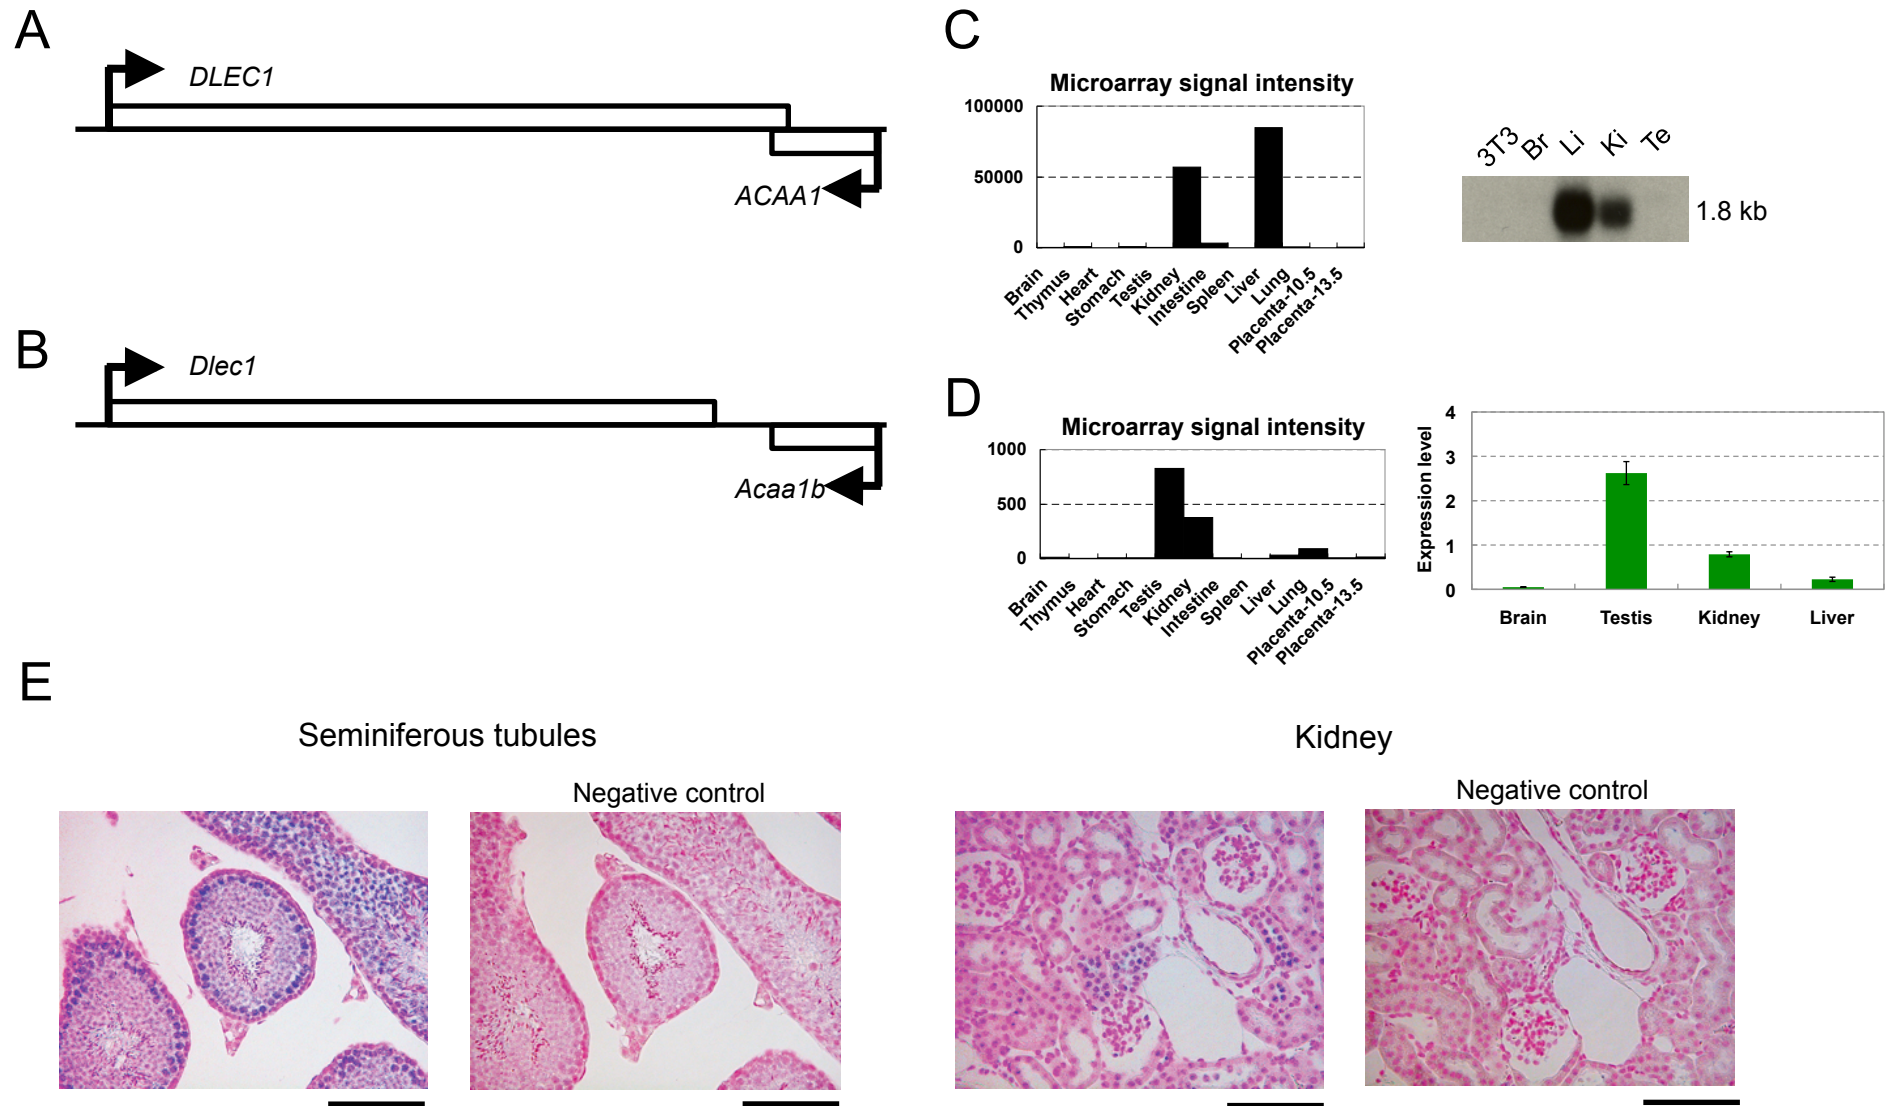 A
DLEC1
ACAA1
B
Dlec1
Acaa1b
C
Microarray signal intensity
100000
50000
0
Brain
Thymus
Heart
Stomach
Testis
Kidney
Intestine
Spleen
Liver
Lung
Placenta-10.5
Placenta-13.5
3T3
Br
Li
Ki
Te
1.8 kb
D
Microarray signal intensity
1000
500
0
Brain
Thymus
Heart
Stomach
Testis
Kidney
Intestine
Spleen
Liver
Lung
Placenta-10.5
Placenta-13.5
Expression level
4
3
2
1
0
Brain
Testis
Kidney
Liver
E
Seminiferous tubules
Negative control
Kidney
Negative control